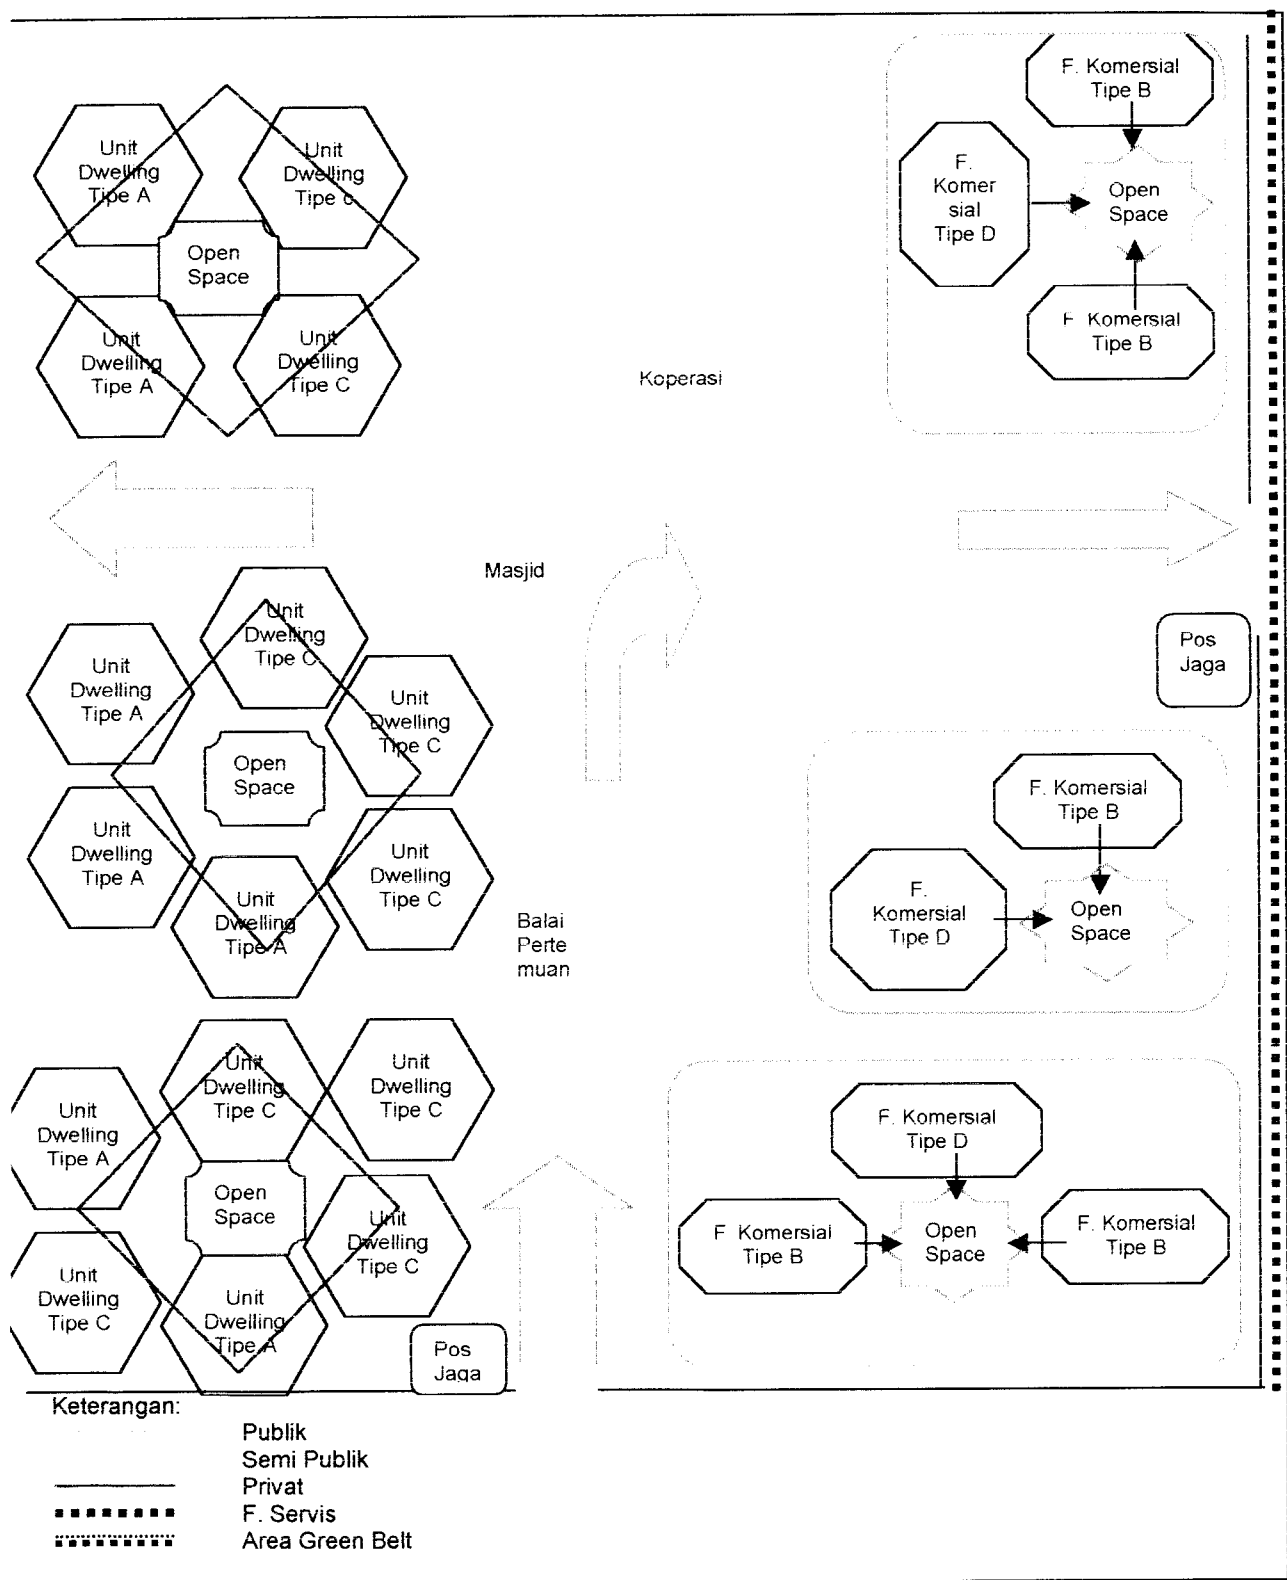 F. Komersial
Tipe B
Unit
Dwelling
Tipe A
Unit
Dwelling
Tipe c
F.
Komer
sial
Tipe D
Open
Space
Open
Space
F Komersial
Tipe B
Unit
Dwelling
Tipe A
Unit
Dwelling
Tipe C
Koperasi
Masjid
Unit
Dwelling
Tipe C
Pos
Jaga
Unit
Dwelling
Tipe A
Unit
Dwelling
Tipe C
Open
Space
F. Komersial
Tipe B
Unit
Dwelling
Tipe A
Unit
Dwelling
Tipe C
F.
Komersial
Tipe D
Open
Space
Unit
Dwelling
Tipe A
Balai
Perte
muan
Unit
Dwelling
Tipe C
Unit
Dwelling
Tipe C
Unit
Dwelling
Tipe A
F. Komersial
Tipe D
Open
Space
Unit
Dwelling
Tipe C
F Komersial
Tipe B
Open
Space
F. Komersial
Tipe B
Unit
Dwelling
Tipe C
Unit
Dwelling
Tipe A
Pos
Jaga
Keterangan:
Publik
Semi Publik
Privat
F. Servis
Area Green Belt